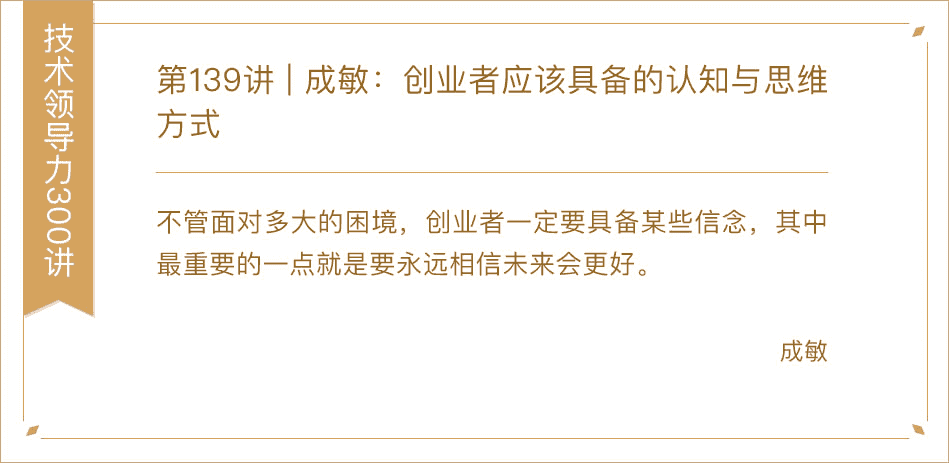 技术领导力300讲
第139讲 | 成敏：创业者应该具备的认知与思维
方式
不管面对多大的困境，创业者一定要具备某些信念，其中
最重要的一点就是要永远相信未来会更好。
成敏